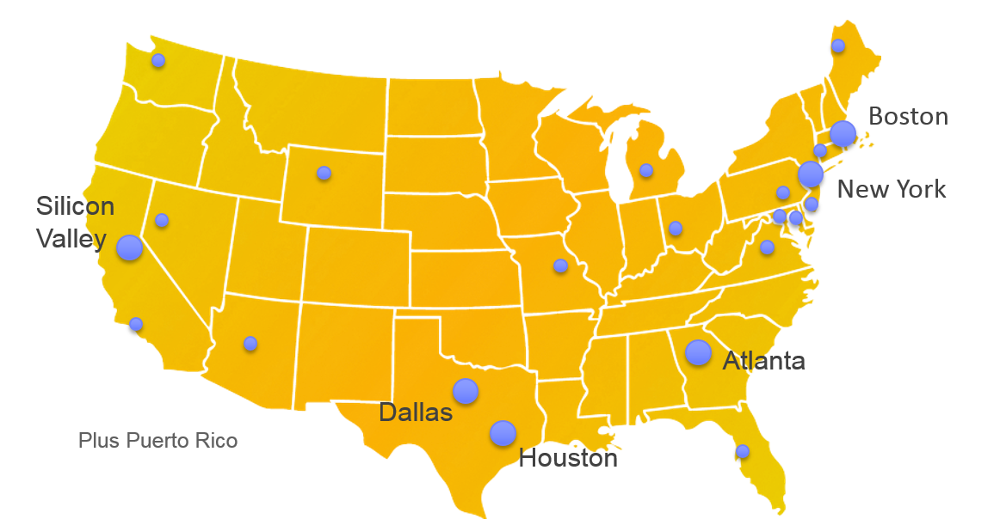 Boston
New York
Silicon
Valley
Atlanta
Dallas
Plus Puerto Rico
Houston